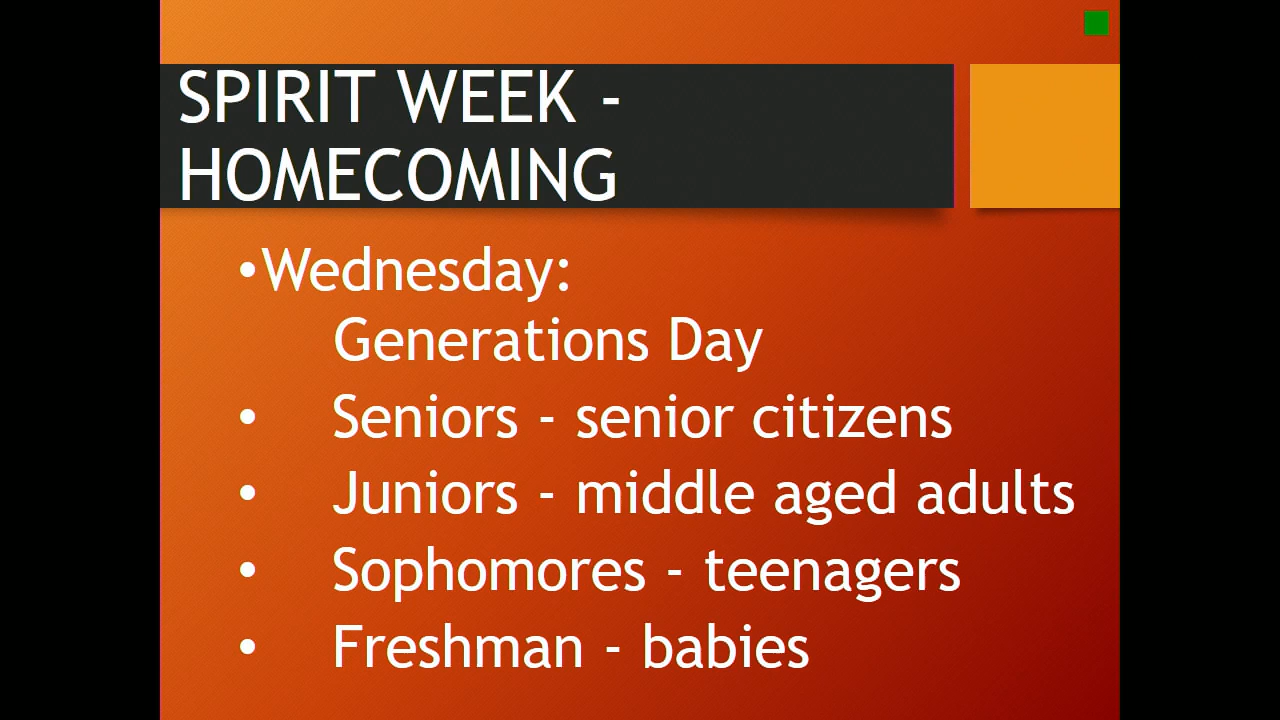 SPIRIT WEEK -
HOMECOMING
•Wednesday:
Generations Day
• Seniors - senior citizens
• Juniors - middle aged adults
• Sophomores - teenagers
• Freshman - babies